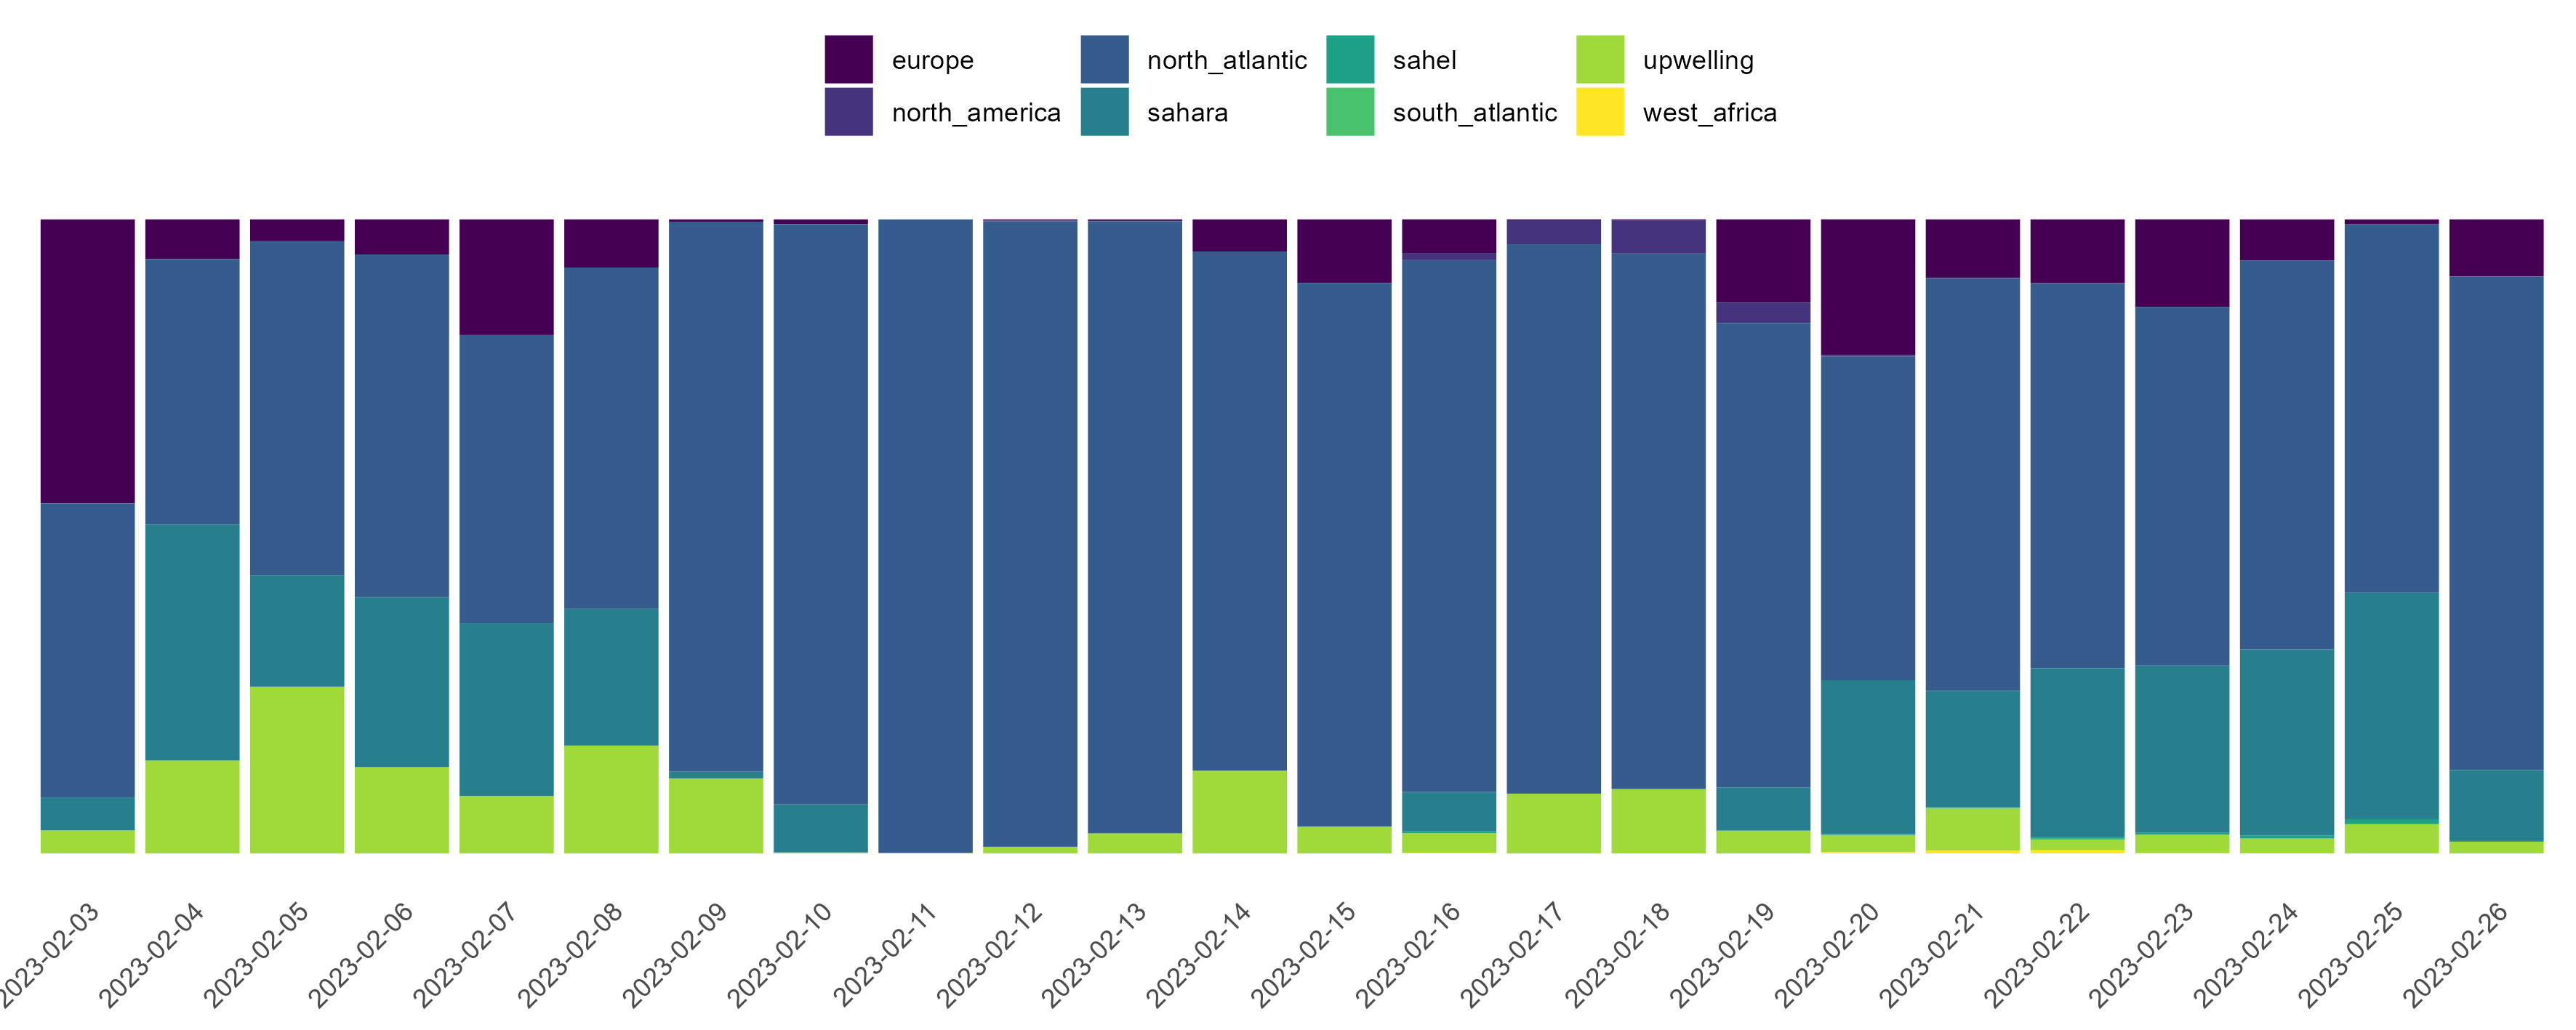 europe north_atlantic sahel upwelling
north_america sahara south_atlantic west_africa
2023-02-03 2023-02-04 2023-02-05 2023-02-06 2023-02-07 2023-02-08 2023-02-09 2023-02-10 2023-02-11 2023-02-12 2023-02-13 2023-02-14 2023-02-15 2023-02-16 2023-02-17 2023-02-18 2023-02-19 2023-02-20 2023-02-21 2023-02-22 2023-02-23 2023-02-24 2023-02-25 2023-02-26